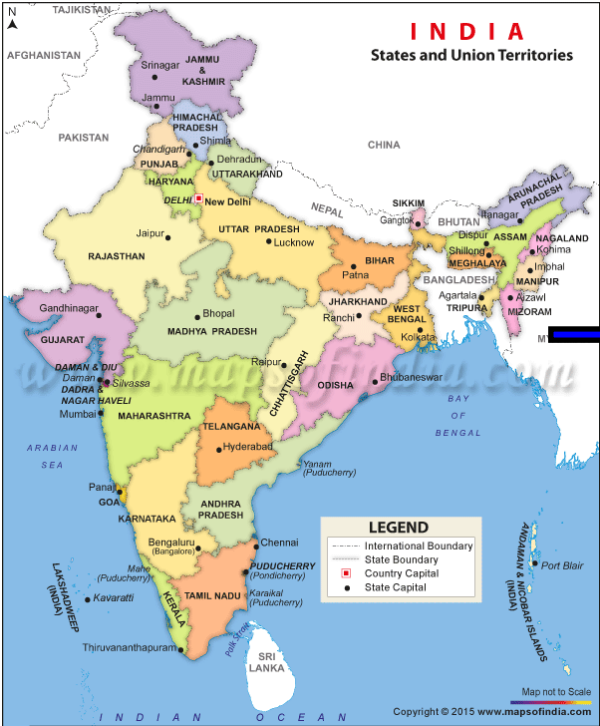 TAJIKISTAN
N
INDIA
States and Union Territories
AFGHANISTAN
JAMMU
&
KASHMIR
Srinagar
Jammu
HIMACHAL
PRADESH
Shimla
PAKISTAN
Chandigarh
PUNJAB
Dehradun
UTTARAKHAND
CHINA
HARYANA
DELHI
New Delhi
NEPAL
SIKKIM
Gangtok
BHUTAN
ARUNACHAL
PRADESH
Itanagar
Jaipur
RAJASTHAN
UTTAR PRADESH
Lucknow
BIHAR
Patna
Dispur
ASSAM
Shillong
MEGHALAYA
NAGALAND
Kohima
Imphal
MANIPUR
BANGLADESH
Agartala
TRIPURA
Aizawl
MIZORAM
Gandhinagar
GUJARAT
Bhopal
MADHYA PRADESH
JHARKHAND
Ranchi
WEST
BENGAL
Kolkata
MY
www.mapsofindia.com
Raipur
CHHATTISGARH
ODISHA
Bhubaneswar
DAMAN & DIU
Daman
Silvassa
DADRA &
NAGAR HAVELI
Mumbai
MAHARASHTRA
TELANGANA
Hyderabad
BAY
OF
BENGAL
ARABIAN
SEA
Yanam
(Puducherry)
Panaji
GOA
KARNATAKA
ANDHRA
PRADESH
Bengaluru
(Bangalore)
Chennai
Mahe
(Puducherry)
PUDUCHERRY
(Pondicherry)
Karaikal
(Puducherry)
TAMIL NADU
KERALA
LAKSHADWEEP
(INDIA)
Kavaratti
Thiruvananthapuram
Palk Strait
SRI
LANKA
LEGEND
International Boundary
State Boundary
Country Capital
State Capital
ANDAMAN & NICOBAR ISLANDS
(INDIA)
Port Blair
Map not to Scale
Copyright © 2015 www.mapsofindia.com
INDIAN OCEAN